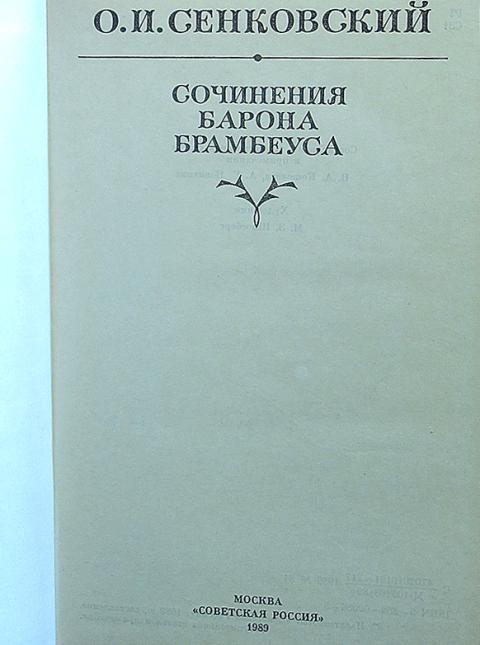 О.И.СЕНКОВСКИЙ
СОЧИНЕНИЯ
БАРОНА
БРАМБЕУСА
МОСКВА
«СОВЕТСКАЯ РОССИЯ»
1989